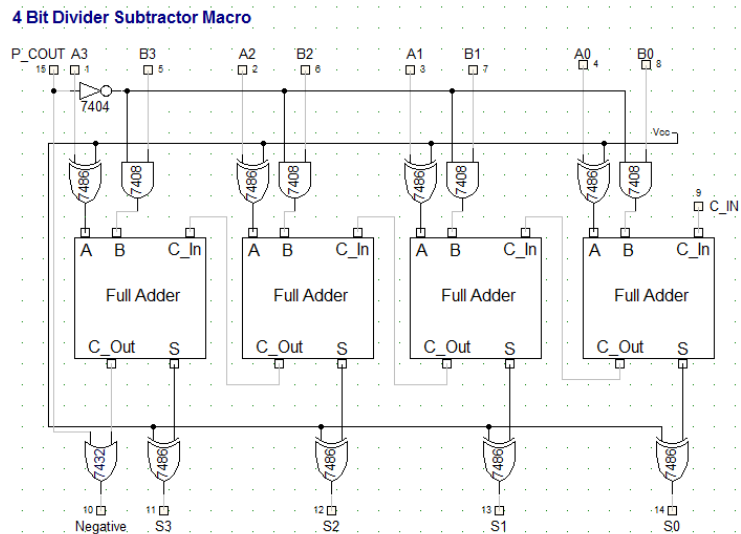 4 Bit Divider Subtractor Macro
P_COUT A3 B3 A2 B2 A1 B1 A0 B0
15 1 5 2 6 3 7 4 8
7404
Vcc
7486 7408 7486 7408 7486 7408 7486 7408
9 C_IN
A B C_In A B C_In A B C_In A B C_In
Full Adder Full Adder Full Adder Full Adder
C_Out S C_Out S C_Out S C_Out S
7432 7486 7486 7486 7486
10 11 12 13 14
Negative S3 S2 S1 S0